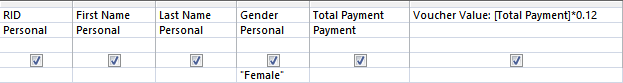 RID First Name Last Name Gender Total Payment Voucher Value: [Total Payment]*0.12
Personal Personal Personal Personal Payment
"Female"